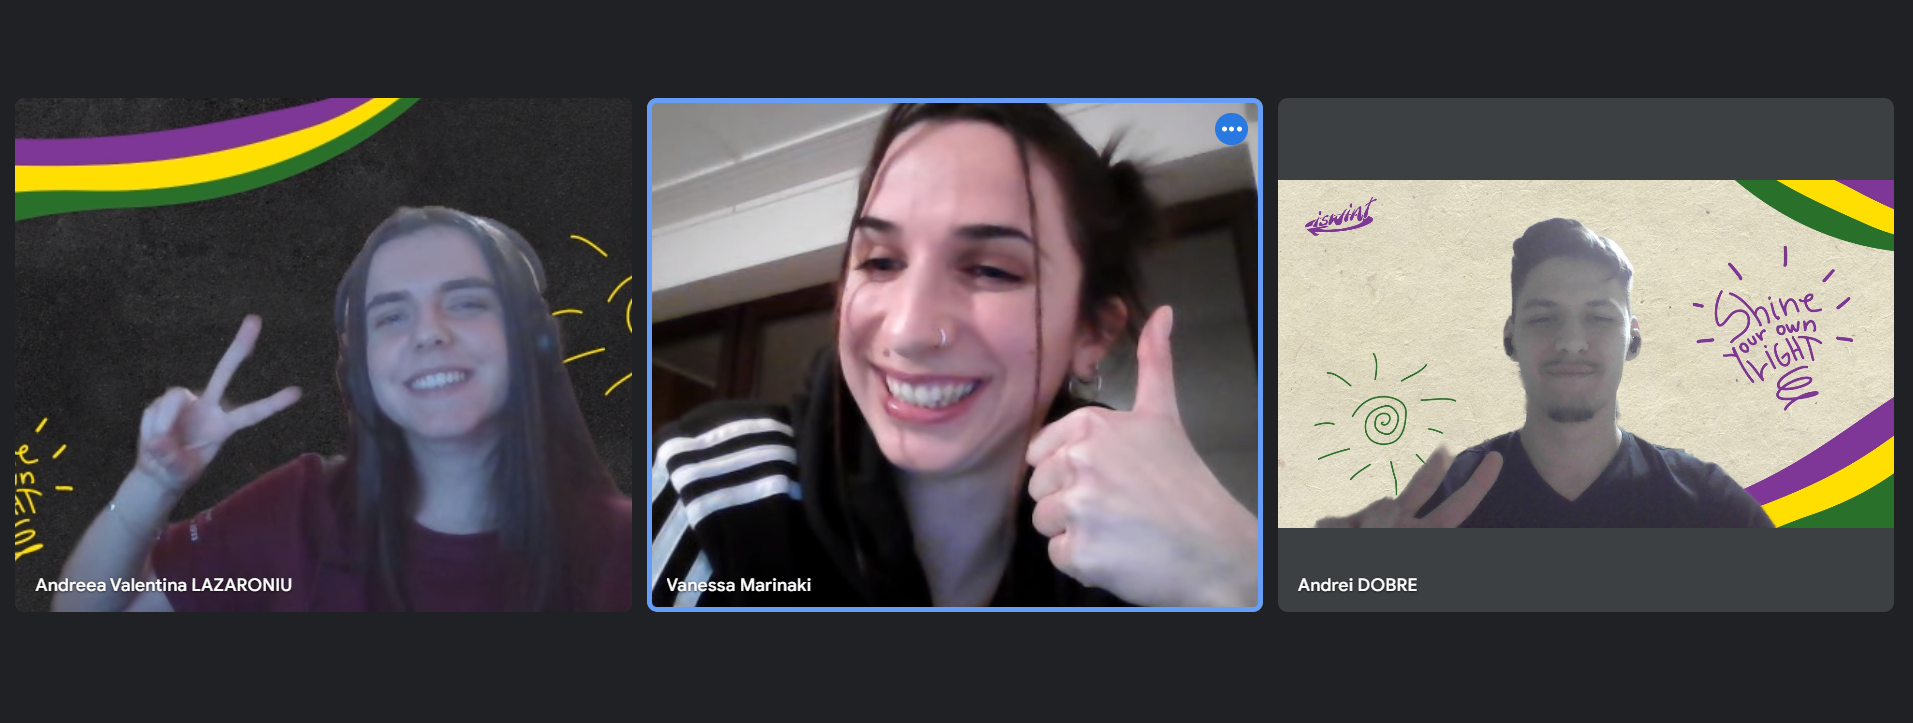 Andreea Valentina LAZARONIU
Vanessa Marinaki
iswint
Shine
Your own
LIGHT
Andrei DOBRE